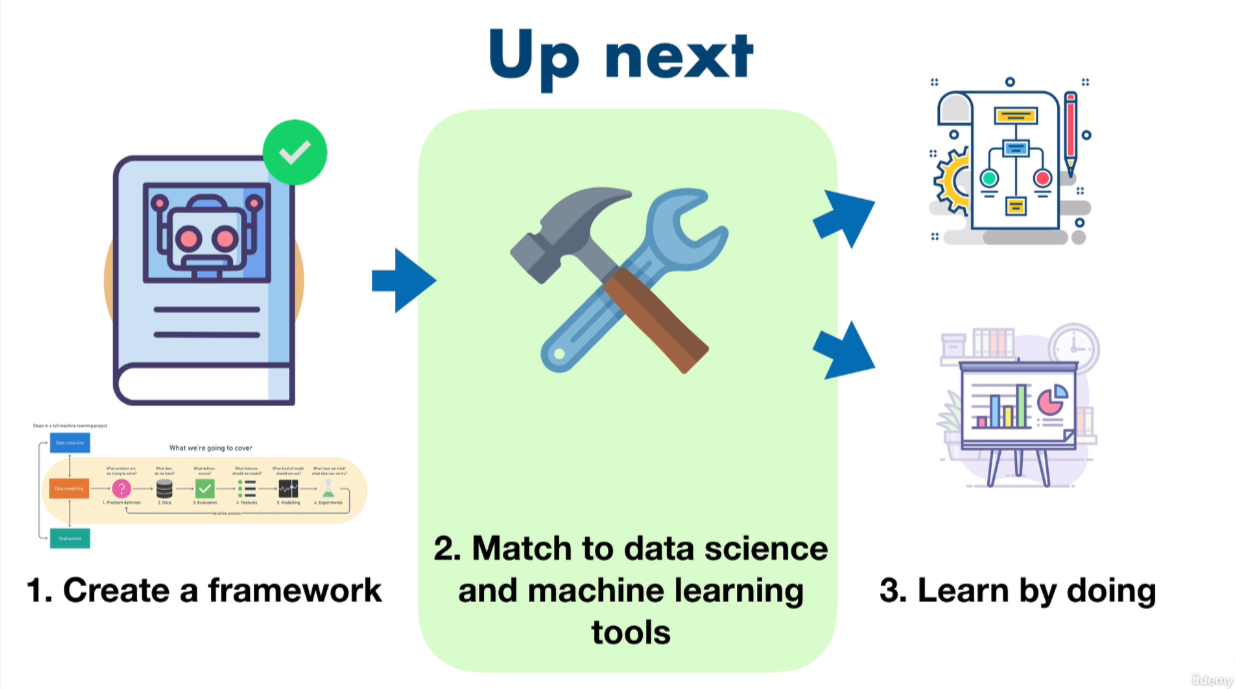 Up next
Steps in a full machine learning project
Data collection
What we're going to cover
What problem are
we trying to solve?
What data
do we have?
What defines
success?
What features
should we model?
What kind of model
should we use?
What have we tried/
what else can we try?
Data modelling
1. Problem definition
2. Data
3. Evaluation
4. Features
5. Modelling
6. Experiments
Deployment
1. Create a framework
2. Match to data science
and machine learning
tools
3. Learn by doing
ûdemy